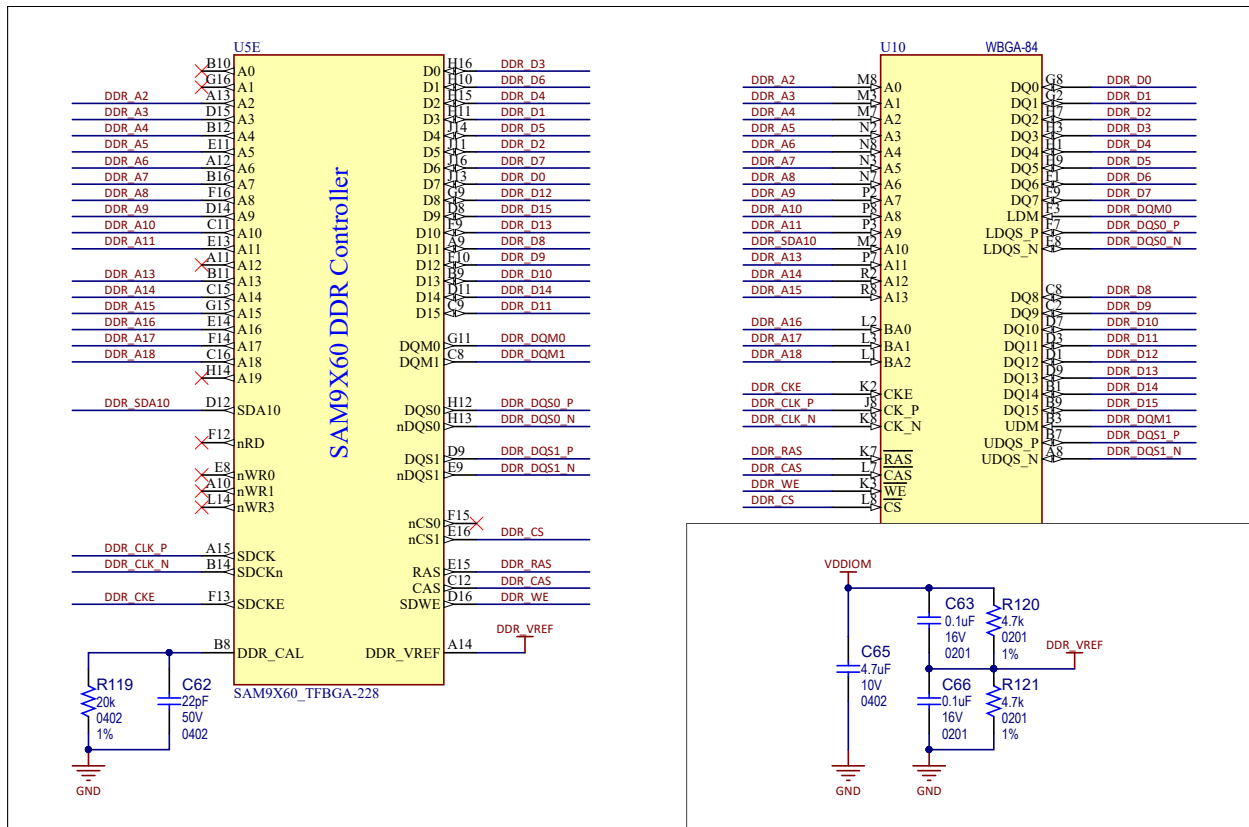 U5E
B10 A0
G16 A1
DDR_A2 A13 A2
DDR_A3 D15 A3
DDR_A4 B12 A4
DDR_A5 E11 A5
DDR_A6 A12 A6
DDR_A7 B16 A7
DDR_A8 F16 A8
DDR_A9 D14 A9
DDR_A10 C11 A10
DDR_A11 E13 A11
A11 A12
DDR_A13 B11 A13
DDR_A14 C15 A14
DDR_A15 G15 A15
DDR_A16 E14 A16
DDR_A17 F14 A17
DDR_A18 C16 A18
H14 A19
DDR_SDA10 D12 SDA10
F12 nRD
E8 nWR0
A10 nWR1
L14 nWR3
DDR_CLK_P A15 SDCK
DDR_CLK_N B14 SDCKn
DDR_CKE F13 SDCKE
B8 DDR_CAL
SAM9X60 DDR Controller
D0 H16 DDR_D3
D1 H10 DDR_D6
D2 H15 DDR_D4
D3 H11 DDR_D1
D4 J14 DDR_D5
D5 J11 DDR_D2
D6 J16 DDR_D7
D7 J13 DDR_D0
D8 G9 DDR_D12
D9 D8 DDR_D15
D10 F9 DDR_D13
D11 A9 DDR_D8
D12 F10 DDR_D9
D13 B9 DDR_D10
D14 D11 DDR_D14
D15 C9 DDR_D11
DQM0 G11 DDR_DQM0
DQM1 C8 DDR_DQM1
DQS0 H12 DDR_DQS0_P
nDQS0 H13 DDR_DQS0_N
DQS1 D9 DDR_DQS1_P
nDQS1 E9 DDR_DQS1_N
nCS0 F15
nCS1 E16 DDR_CS
RAS E15 DDR_RAS
CAS C12 DDR_CAS
SDWE D16 DDR_WE
DDR_VREF A14 DDR_VREF
SAM9X60_TFBGA-228
R119
20k
0402
1%
C62
22pF
50V
0402
GND
U10 WBGA-84
DDR_A2 M8 A0
DDR_A3 M3 A1
DDR_A4 M7 A2
DDR_A5 N2 A3
DDR_A6 N8 A4
DDR_A7 N3 A5
DDR_A8 N7 A6
DDR_A9 P2 A7
DDR_A10 P8 A8
DDR_A11 P3 A9
DDR_SDA10 M2 A10
DDR_A13 P7 A11
DDR_A14 R2 A12
DDR_A15 R8 A13
DDR_A16 L2 BA0
DDR_A17 L3 BA1
DDR_A18 L1 BA2
DDR_CKE K2 CKE
DDR_CLK_P J8 CK_P
DDR_CLK_N K8 CK_N
DDR_RAS K7 RAS
DDR_CAS L7 CAS
DDR_WE K3 WE
DDR_CS L8 CS
DQ0 G8 DDR_D0
DQ1 G2 DDR_D1
DQ2 H7 DDR_D2
DQ3 H3 DDR_D3
DQ4 H1 DDR_D4
DQ5 H9 DDR_D5
DQ6 F1 DDR_D6
DQ7 F9 DDR_D7
LDM F3 DDR_DQM0
LDQS_P F7 DDR_DQS0_P
LDQS_N E8 DDR_DQS0_N
DQ8 C8 DDR_D8
DQ9 C2 DDR_D9
DQ10 D7 DDR_D10
DQ11 D3 DDR_D11
DQ12 D1 DDR_D12
DQ13 D9 DDR_D13
DQ14 B1 DDR_D14
DQ15 B9 DDR_D15
UDM B3 DDR_DQM1
UDQS_P B7 DDR_DQS1_P
UDQS_N A8 DDR_DQS1_N
VDDIOM
C65
4.7uF
10V
0402
C63
0.1uF
16V
0201
R120
4.7k
0201
1%
DDR_VREF
C66
0.1uF
16V
0201
R121
4.7k
0201
1%
GND
GND